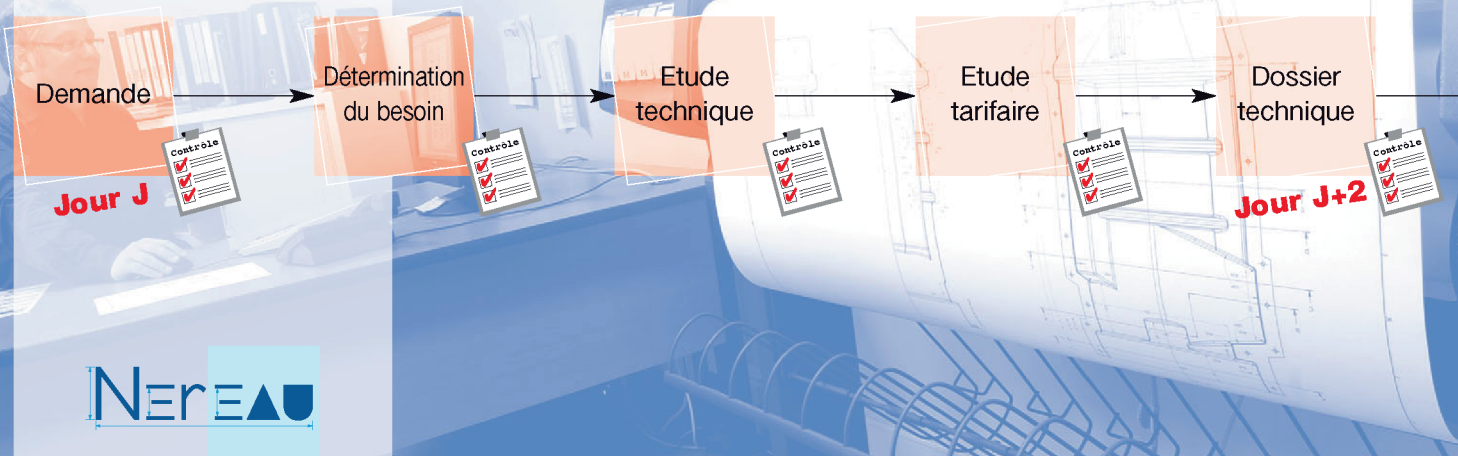 Demande
Détermination
du besoin
Etude
technique
Etude
tarifaire
Dossier
technique
Contrôle
Contrôle
Contrôle
Contrôle
Contrôle
Jour J
Jour J+2
NerEAU